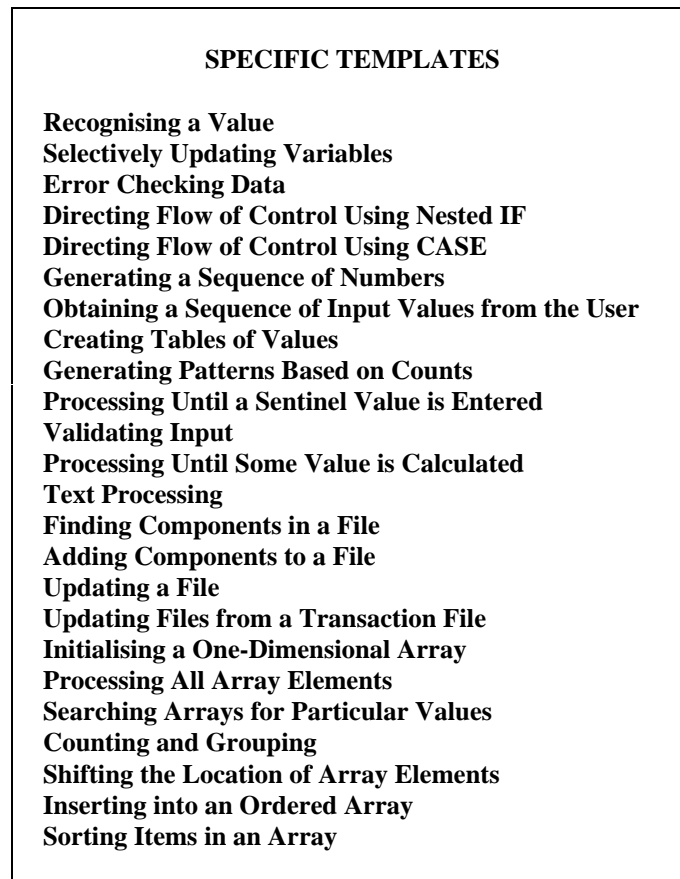 SPECIFIC TEMPLATES
Recognising a Value
Selectively Updating Variables
Error Checking Data
Directing Flow of Control Using Nested IF
Directing Flow of Control Using CASE
Generating a Sequence of Numbers
Obtaining a Sequence of Input Values from the User
Creating Tables of Values
Generating Patterns Based on Counts
Processing Until a Sentinel Value is Entered
Validating Input
Processing Until Some Value is Calculated
Text Processing
Finding Components in a File
Adding Components to a File
Updating a File
Updating Files from a Transaction File
Initialising a One-Dimensional Array
Processing All Array Elements
Searching Arrays for Particular Values
Counting and Grouping
Shifting the Location of Array Elements
Inserting into an Ordered Array
Sorting Items in an Array